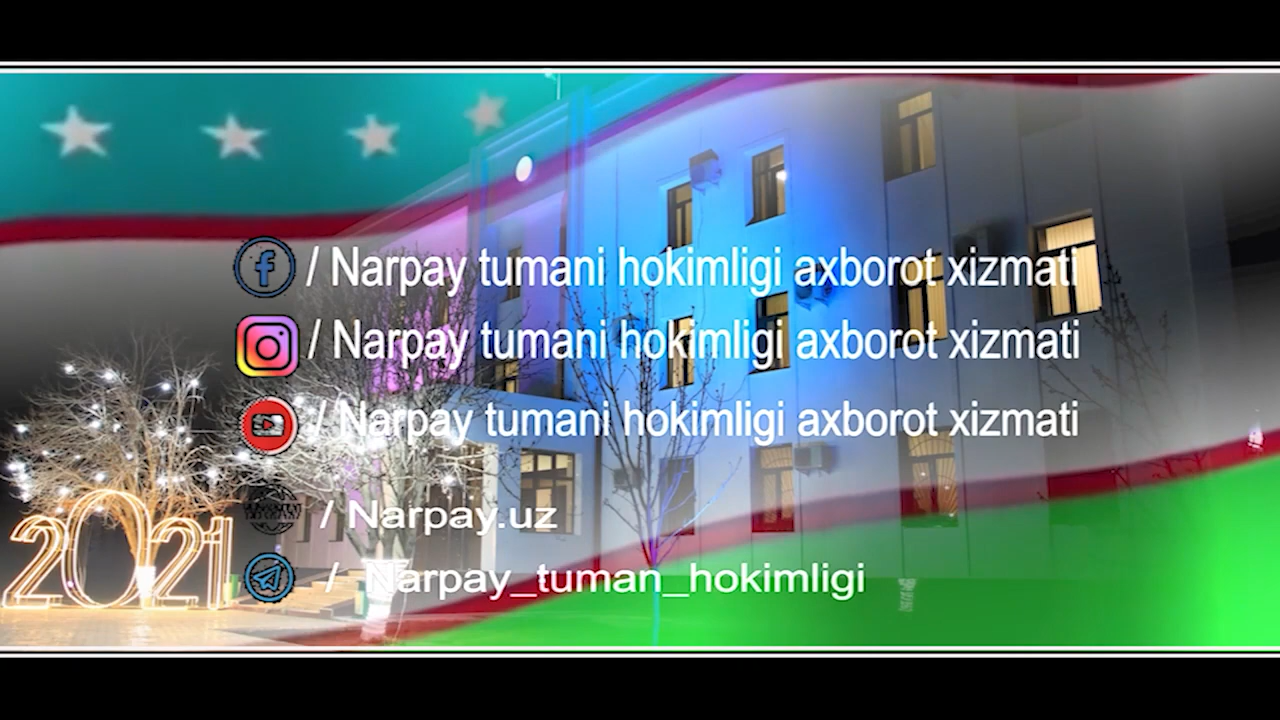 / Narpay tumani hokimligi axborot xizmati
/ Narpay tumani hokimligi axborot xizmati
/ Narpay tumani hokimligi axborot xizmati
/ Narpay.uz
/ Narpay_tuman_hokimligi
2021